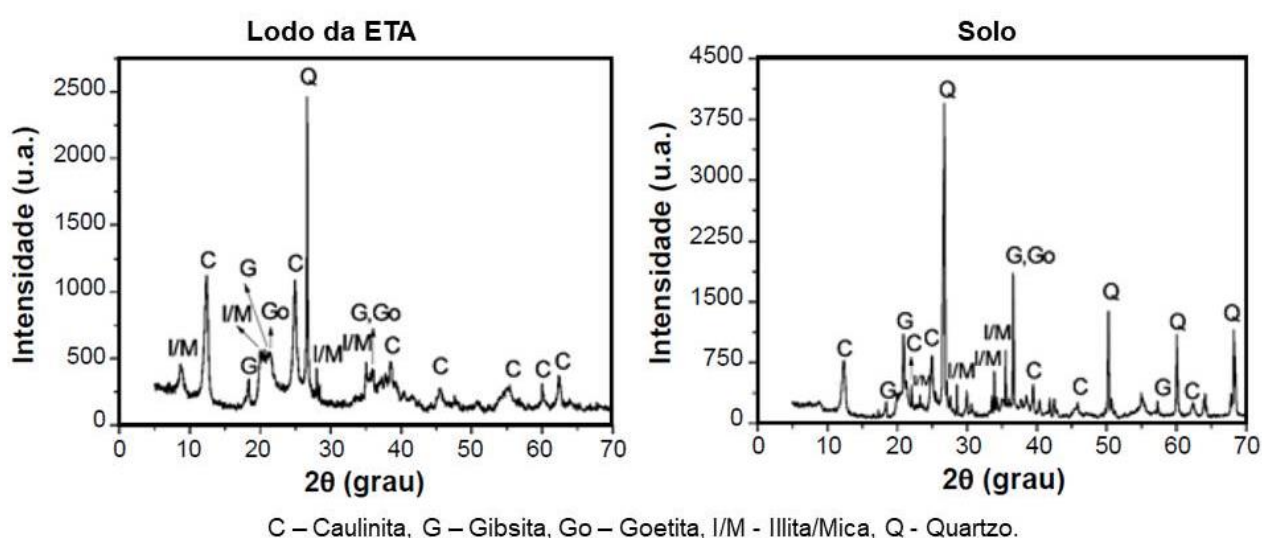 Lodo da ETA
Intensidade (u.a.)
2500
2000
1500
1000
500
0
I/M
C
G
I/M
G
Go
C
Q
I/M
I/M
G,Go
C
C
C
C
C
0 10 20 30 40 50 60 70
2θ (grau)
Solo
Intensidade (u.a.)
4500
3750
3000
2250
1500
750
0
C
G
G
C
I/M
C
Q
I/M
I/M
I/M
G,Go
C
C
Q
G
Q
C
Q
0 10 20 30 40 50 60 70
2θ (grau)
C – Caulinita, G – Gibsita, Go – Goetita, I/M - Illita/Mica, Q - Quartzo.